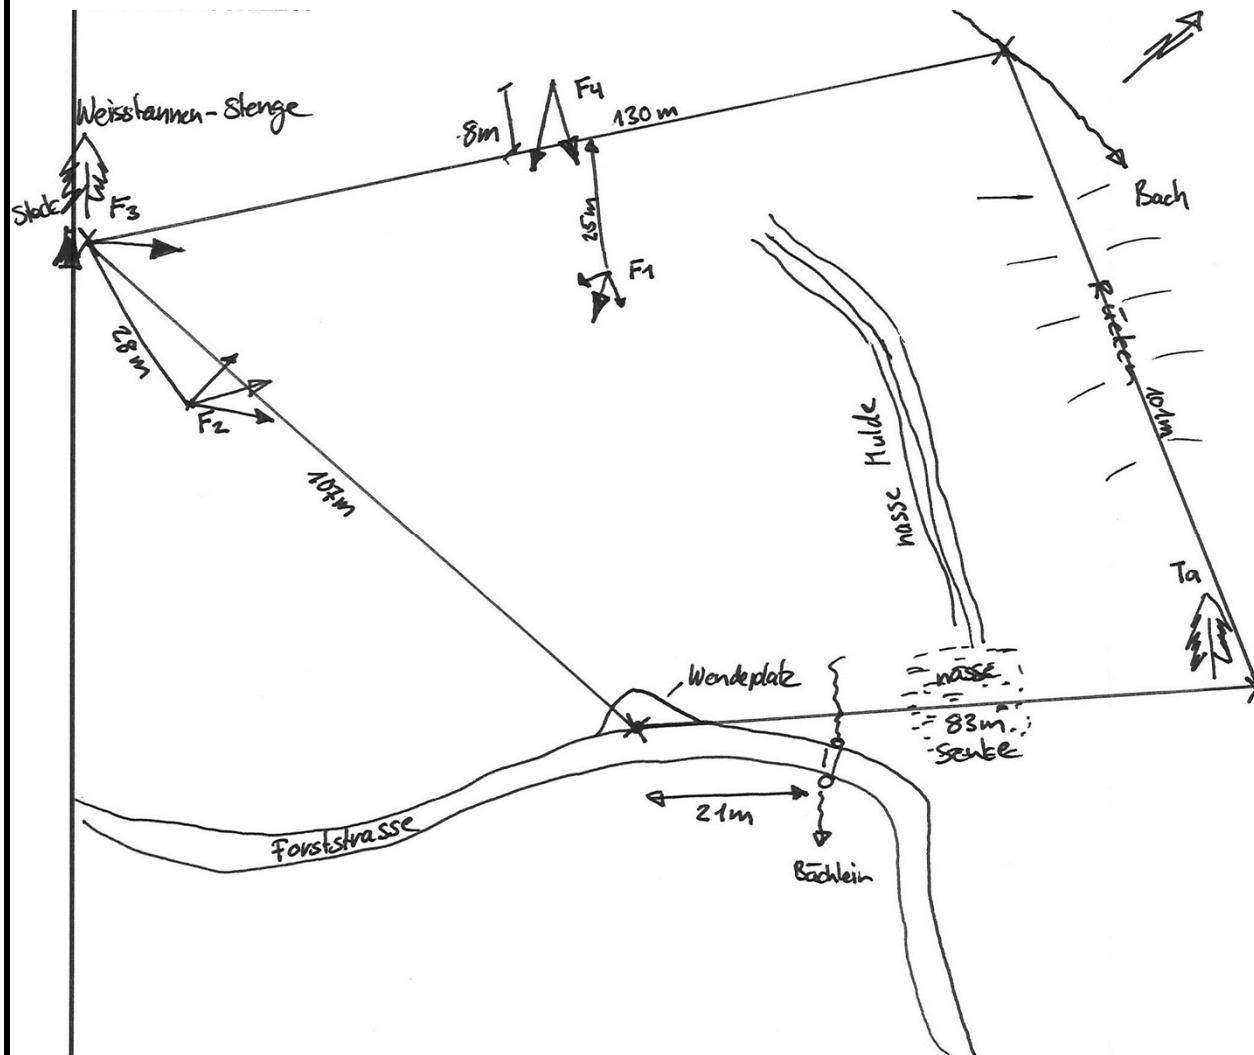 F4
130m
8m
Weisstannen-Stenge
Stock
F3
25m
F1
Bach
Rücken
101m
28m
F2
107m
nasse Mulde
Ta
Wendeplatz
nasse
83m
Senke
21m
Forststrasse
Bächlein